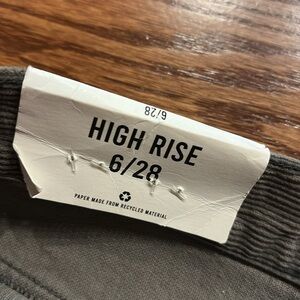 6/28
HIGH RISE
6/28
PAPER MADE FROM RECYCLED MATERIAL